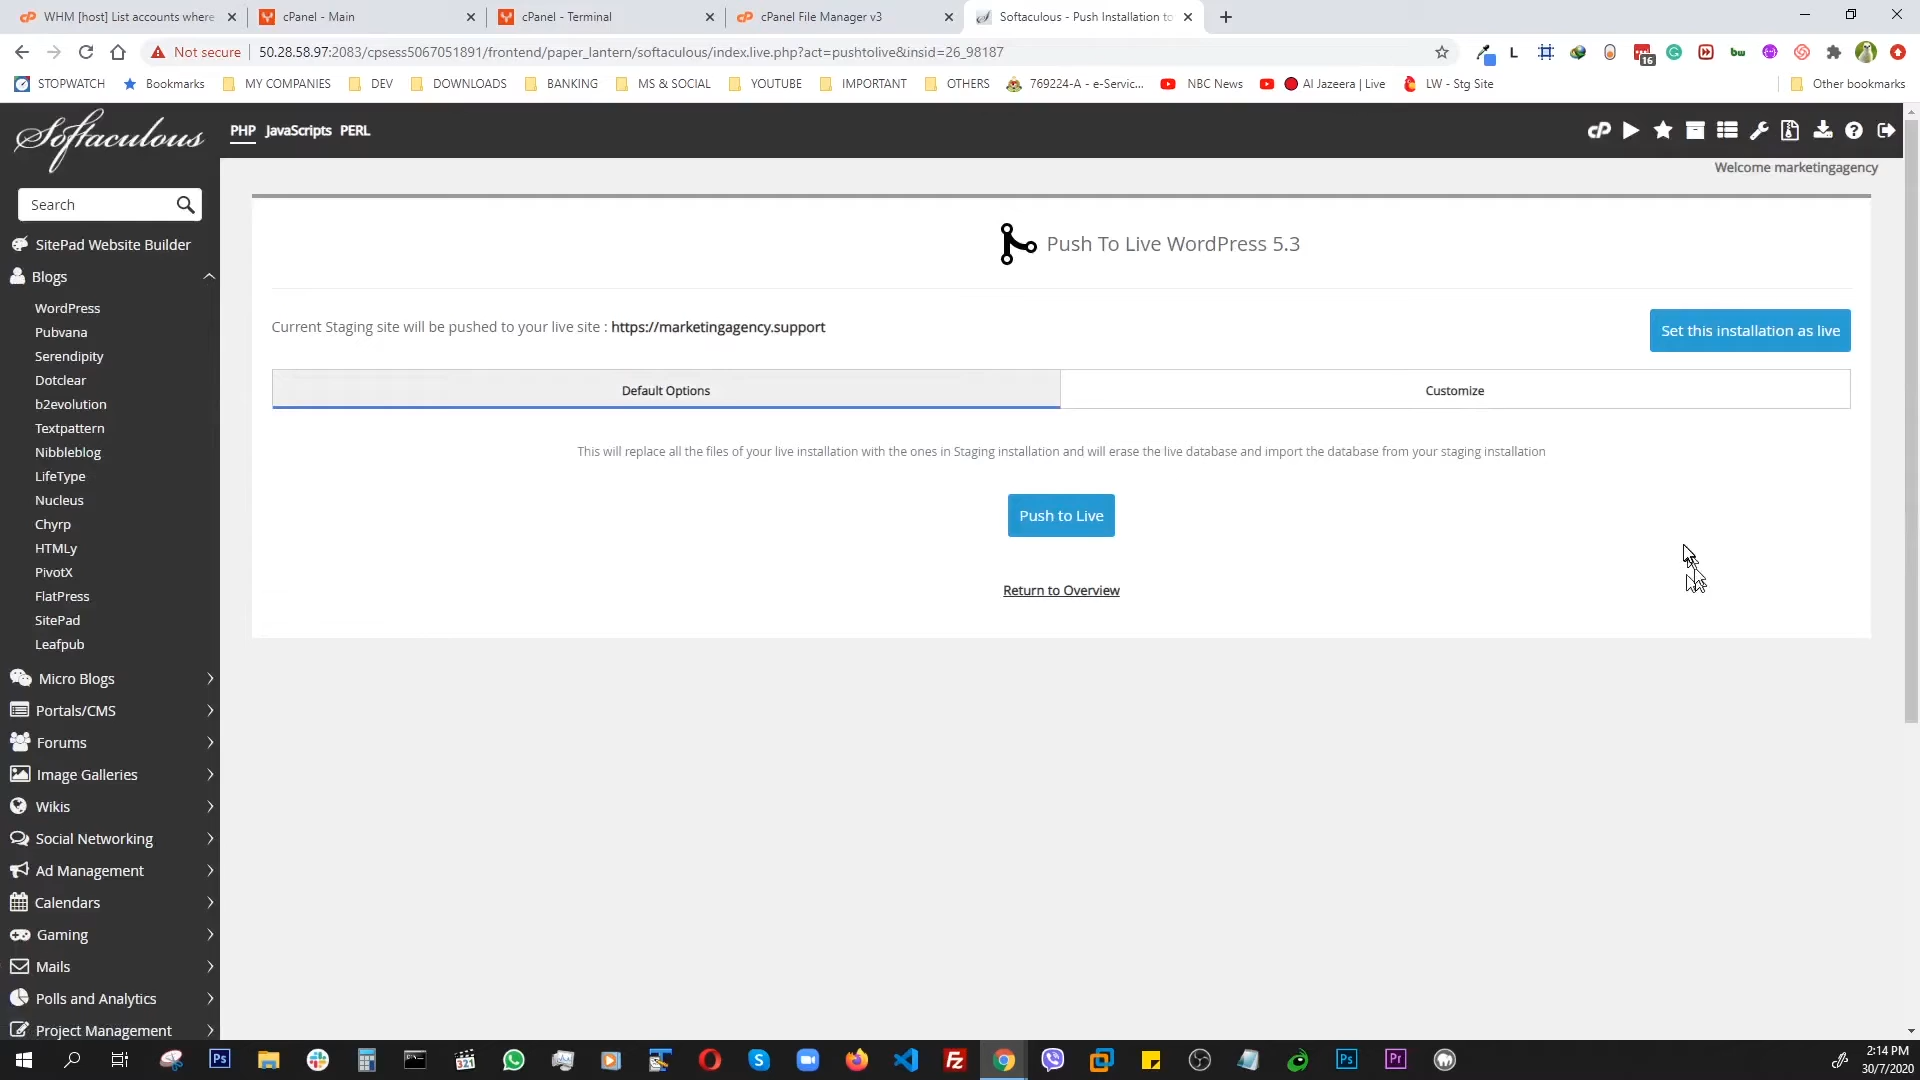 WHM [host] List accounts where
cPanel - Main
cPanel - Terminal
cPanel File Manager v3
Softaculous - Push Installation to
Not secure
50.28.58.97:2083/cpsess5067051891/frontend/paper_lantern/softaculous/index.live.php?act=pushtolive&insid=26_98187
STOPWATCH
Bookmarks
MY COMPANIES
DEV
DOWNLOADS
BANKING
MS & SOCIAL
YOUTUBE
IMPORTANT
OTHERS
769224-A - e-Servic...
NBC News
Al Jazeera | Live
LW - Stg Site
Other bookmarks
Softaculous
PHP JavaScripts PERL
Welcome marketingagency
Search
SitePad Website Builder
Blogs
WordPress
Pubvana
Serendipity
Dotclear
b2evolution
Textpattern
Nibbleblog
LifeType
Nucleus
Chyrp
HTMLy
PivotX
FlatPress
SitePad
Leafpub
Micro Blogs
Portals/CMS
Forums
Image Galleries
Wikis
Social Networking
Ad Management
Calendars
Gaming
Mails
Polls and Analytics
Project Management
Push To Live WordPress 5.3
Current Staging site will be pushed to your live site : https://marketingagency.support
Set this installation as live
Default Options
Customize
This will replace all the files of your live installation with the ones in Staging installation and will erase the live database and import the database from your staging installation
Push to Live
Return to Overview
2:14 PM
30/7/2020